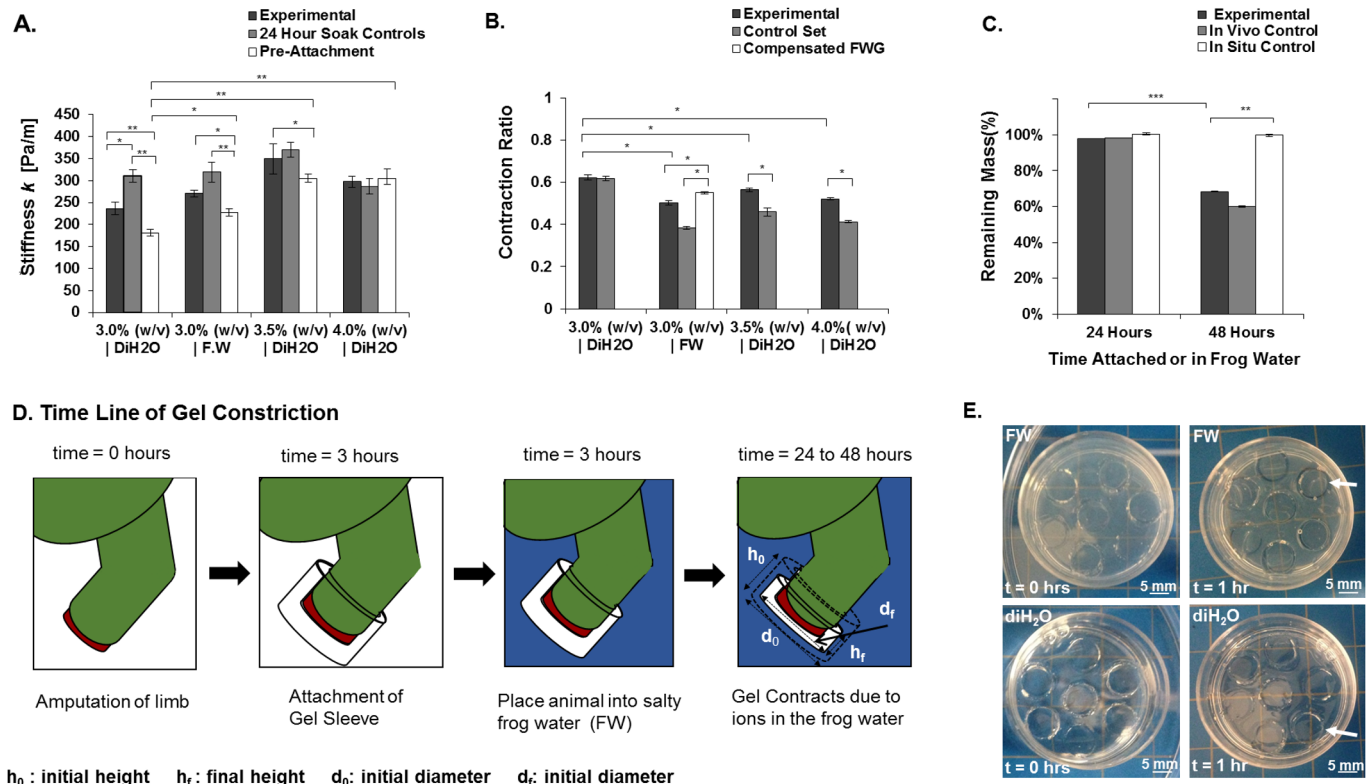 A.
Experimental
24 Hour Soak Controls
Pre-Attachment
**
**
*
**
*
**
*
**
*
Stiffness k [Pa/m]
450
400
350
300
250
200
150
100
50
0
3.0% (w/v) 3.0% (w/v) 3.5% (w/v) 4.0% (w/v)
| DiH2O | F.W | DiH2O | DiH2O
B.
Experimental
Control Set
Compensated FWG
*
*
*
*
*
*
*
Contraction Ratio
1
0.8
0.6
0.4
0.2
0
3.0% (w/v) 3.0% (w/v) 3.5% (w/v) 4.0%( w/v)
| DiH2O | FW | DiH2O | DiH2O
C.
Experimental
In Vivo Control
In Situ Control
***
**
Remaining Mass(%)
100%
80%
60%
40%
20%
0%
24 Hours 48 Hours
Time Attached or in Frog Water
D. Time Line of Gel Constriction
time = 0 hours
time = 3 hours
time = 3 hours
time = 24 to 48 hours
h0
d0
df
hf
Amputation of limb
Attachment of
Gel Sleeve
Place animal into salty
frog water (FW)
Gel Contracts due to
ions in the frog water
h0 : initial height hf : final height d0: initial diameter df: initial diameter
E.
FW
t = 0 hrs
5 mm
FW
t = 1 hr
5 mm
diH2O
t = 0 hrs
5 mm
diH2O
t = 1 hr
5 mm